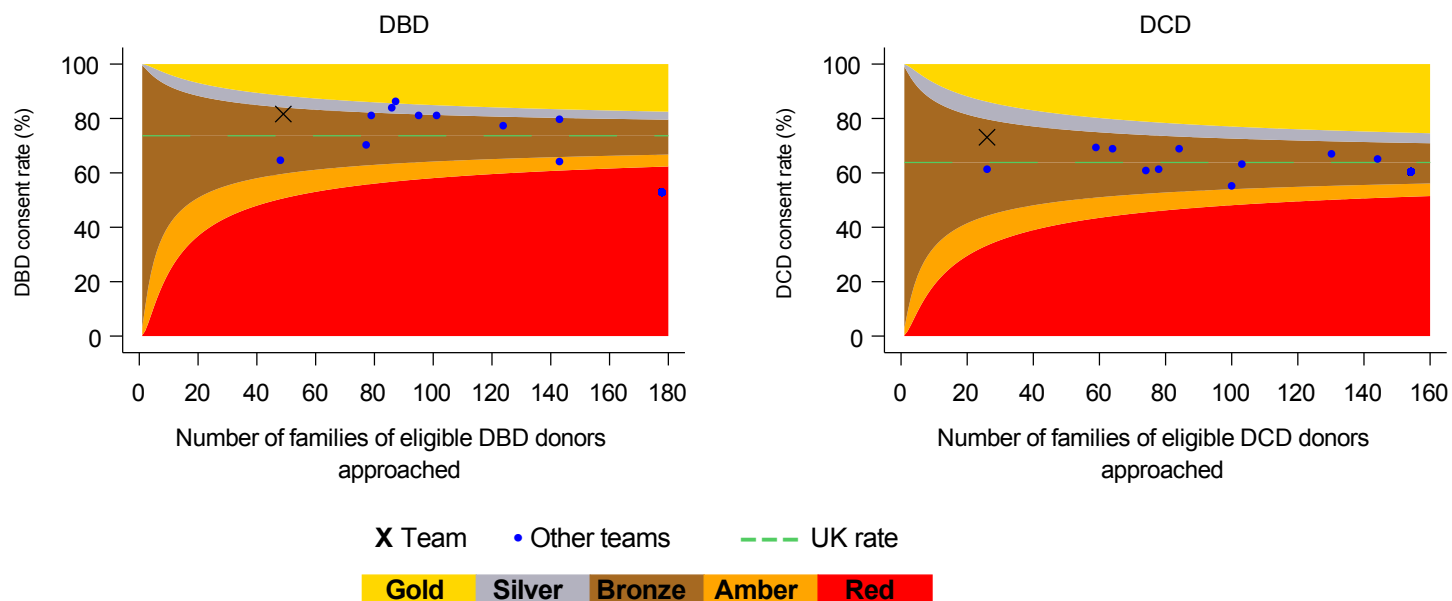 DBD
DBD consent rate (%)
100
80
60
40
20
0
0 20 40 60 80 100 120 140 160 180
Number of families of eligible DBD donors
approached
DCD
DCD consent rate (%)
100
80
60
40
20
0
0 20 40 60 80 100 120 140 160
Number of families of eligible DCD donors
approached
X Team Other teams UK rate
Gold Silver Bronze Amber Red